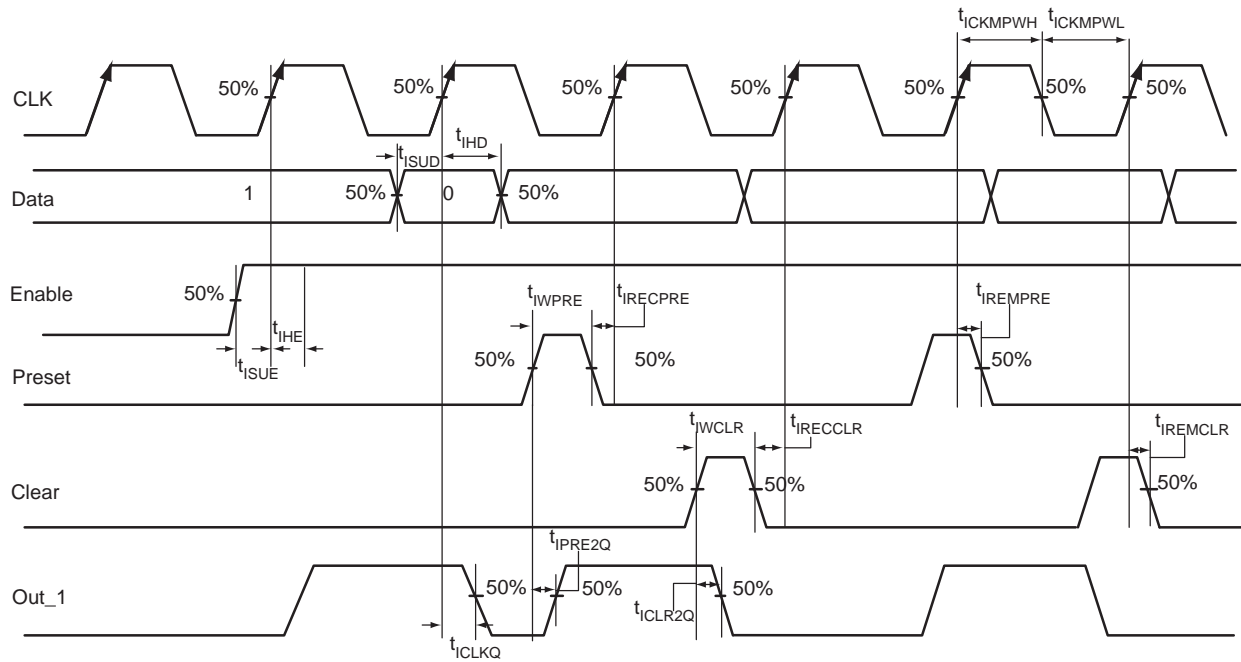 tICKMPWH tICKMPWL
CLK 50% 50% 50% 50% 50% 50% 50%
tISUD tIHD
Data 1 50% 0 50%
Enable 50% tIHE tISUE
tIWPRE tIRECPRE tIREMPRE
Preset 50% 50% 50%
tIWCLR tIRECCLR tIREMCLR
Clear 50% 50% 50%
tIPRE2Q
Out_1 50% 50% 50%
tICLR2Q
tICLKQ